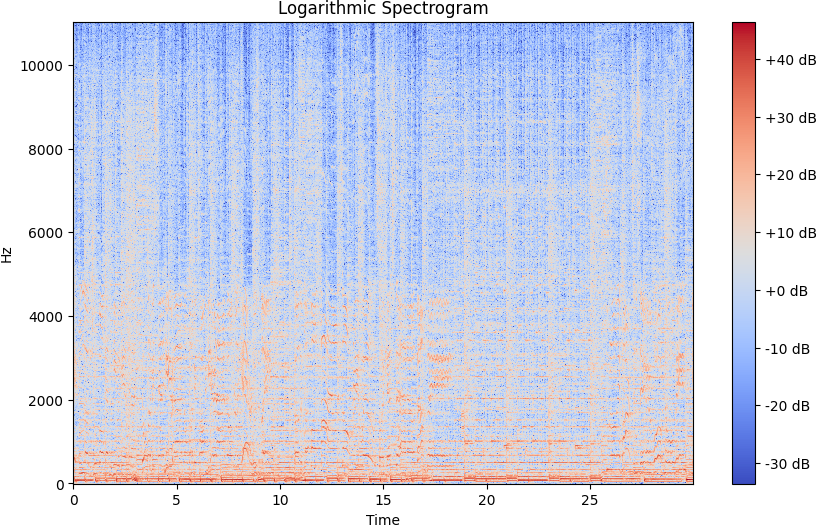 Logarithmic Spectrogram
Hz
10000
8000
6000
4000
2000
0
0 5 10 15 20 25
Time
+40 dB
+30 dB
+20 dB
+10 dB
+0 dB
-10 dB
-20 dB
-30 dB